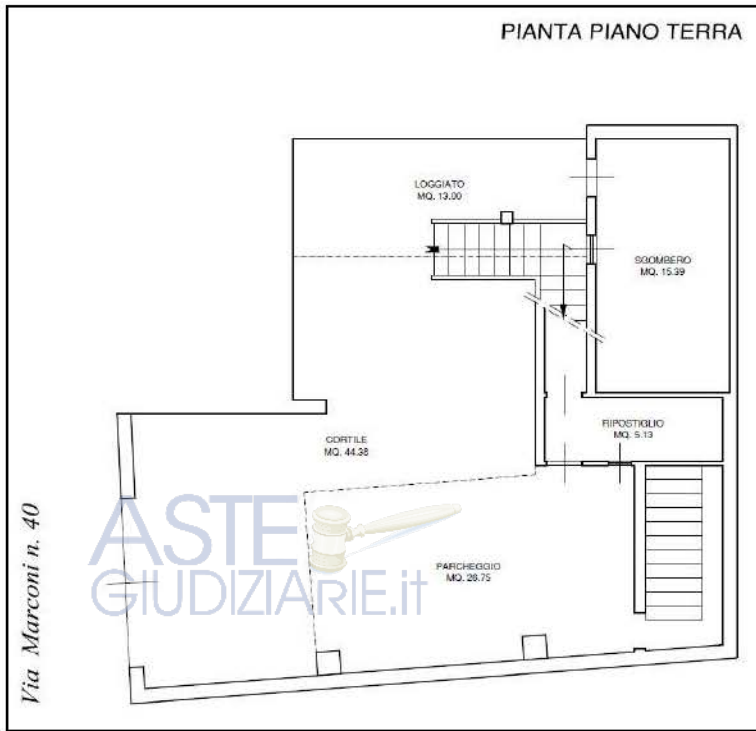 PIANTA PIANO TERRA
LOGGIATO
MQ. 13.00
SGOMBERO
MQ. 15.39
RIPOSTIGLIO
MQ. 5.13
CORTILE
MQ. 44.38
PARCHEGGIO
MQ. 28.75
Via Marconi n. 40
ASTE
GIUDIZIARIE.it